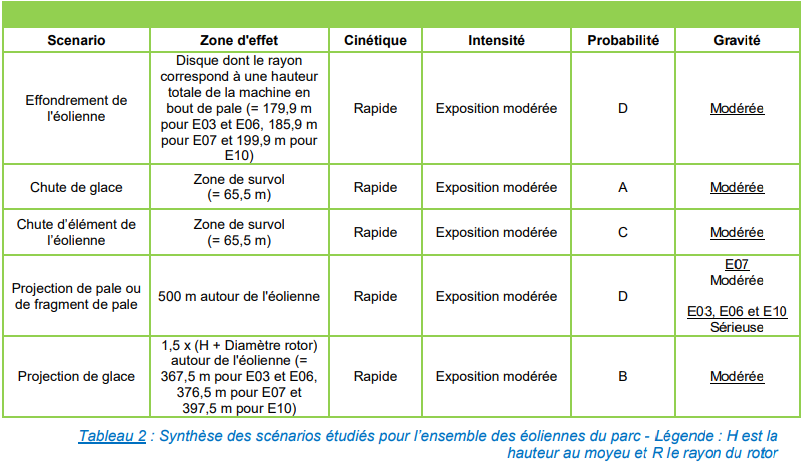 Scenario
Zone d'effet
Cinétique
Intensité
Probabilité
Gravité
Effondrement de
l'éolienne
Disque dont le rayon
correspond à une hauteur
totale de la machine en
bout de pale (= 179,9 m
pour E03 et E06, 185,9 m
pour E07 et 199,9 m pour
E10)
Rapide
Exposition modérée
D
Modérée
Chute de glace
Zone de survol
(= 65,5 m)
Rapide
Exposition modérée
A
Modérée
Chute d'élément de
l'éolienne
Zone de survol
(= 65,5 m)
Rapide
Exposition modérée
C
Modérée
Projection de pale ou
de fragment de pale
500 m autour de l'éolienne
Rapide
Exposition modérée
D
E07
Modérée
E03, E06 et E10
Sérieuse
Projection de glace
1,5 x (H + Diamètre rotor)
autour de l'éolienne (=
367,5 m pour E03 et E06,
376,5 m pour E07 et
397,5 m pour E10)
Rapide
Exposition modérée
B
Modérée
Tableau 2 : Synthèse des scénarios étudiés pour l'ensemble des éoliennes du parc - Légende : H est la
hauteur au moyeu et R le rayon du rotor